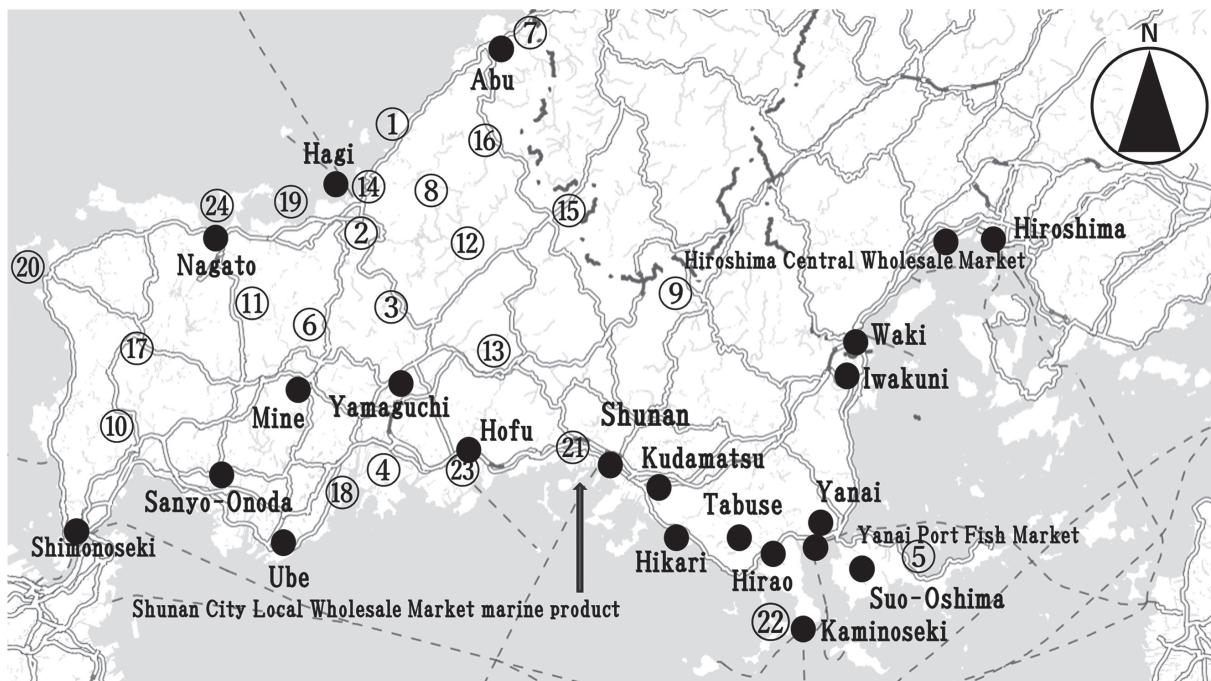 ⑦
N
Abu
①
⑯
Hagi
⑭
⑧
㉔
⑲
⑮
②
Hiroshima
⑫
Nagato
Hiroshima Central Wholesale Market
⑳
⑪
③
⑨
⑥
Waki
⑰
⑬
Iwakuni
Mine
Yamaguchi
Shunan
⑩
Hofu
㉑
Kudamatsu
④
㉓
Sanyo-Onoda
⑱
Tabuse
Yanai
Shimonoseki
Yanai Port Fish Market
Hikari
⑤
Ube
Hirao
Suo-Oshima
Shunan City Local Wholesale Market marine product
㉒
Kaminoseki